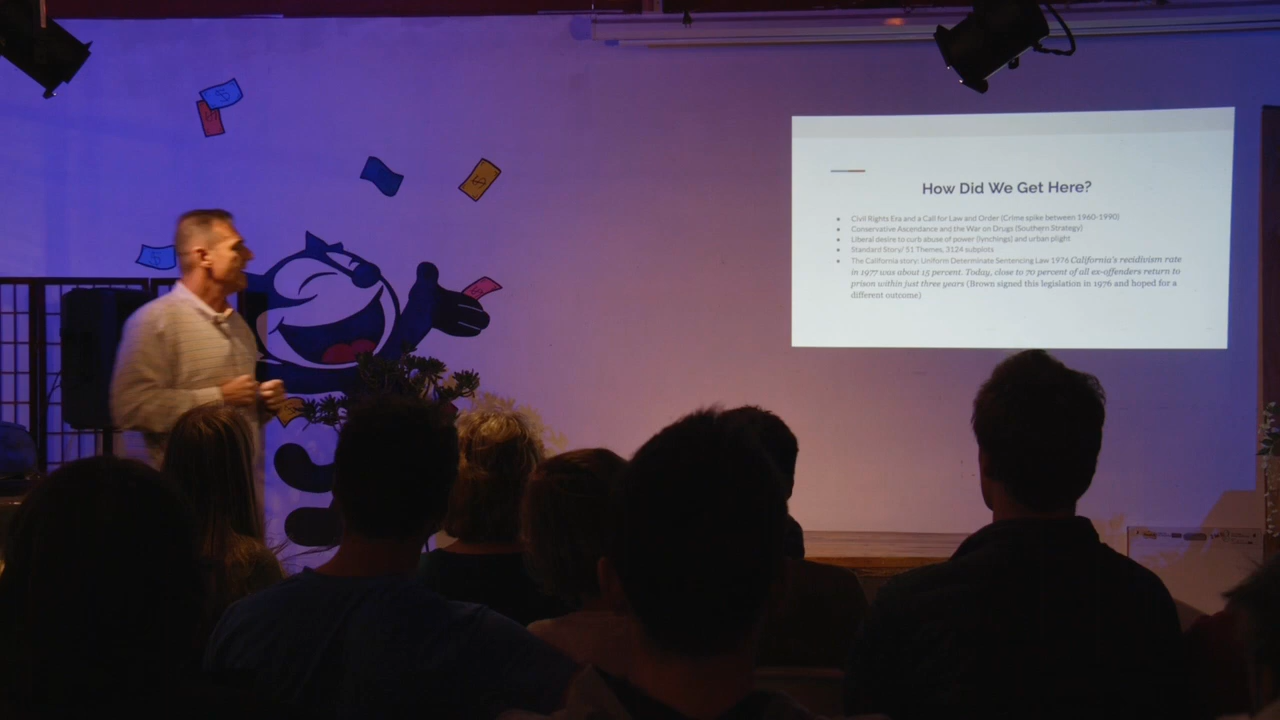 How Did We Get Here?
Civil Rights Era and a Call for Law and Order (Crime spike between 1960-1990)
Conservative Ascendance and the War on Drugs (Southern Strategy)
Liberal desire to curb abuse of power (lynchings) and urban plight
Standard Story/ 51 Themes, 3124 subplots
The California story: Uniform Determinate Sentencing Law 1976 California's recidivism rate
in 1977 was about 15 percent. Today, close to 70 percent of all ex-offenders return to
prison within just three years (Brown signed this legislation in 1976 and hoped for a
different outcome)